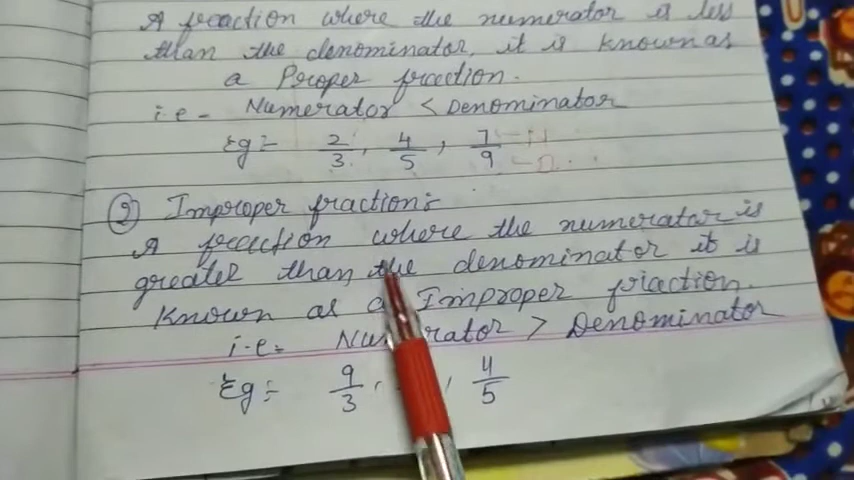 A fraction where the numerator is less
than the denominator, it is known as
a Proper fraction.
i.e- Numerator < Denominator
Eg:- 2/3, 4/5, 7/9 -N -D
② Improper fraction:-
A fraction where the numeratar is
greater than the denominator it is
known as a Improper friaction.
i.e- Numerator > Denominator
Eg:- 9/3, , 4/5